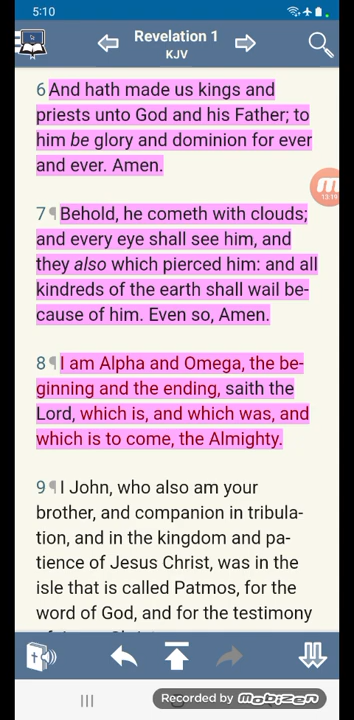 5:10
Revelation 1
KJV
6 And hath made us kings and
priests unto God and his Father; to
him be glory and dominion for ever
and ever. Amen.
7 ¶ Behold, he cometh with clouds;
and every eye shall see him, and
they also which pierced him: and all
kindreds of the earth shall wail be-
cause of him. Even so, Amen.
8 ¶ I am Alpha and Omega, the be-
ginning and the ending, saith the
Lord, which is, and which was, and
which is to come, the Almighty.
9 ¶ I John, who also am your
brother, and companion in tribula-
tion, and in the kingdom and pa-
tience of Jesus Christ, was in the
isle that is called Patmos, for the
word of God, and for the testimony
Recorded by MOBIZEN